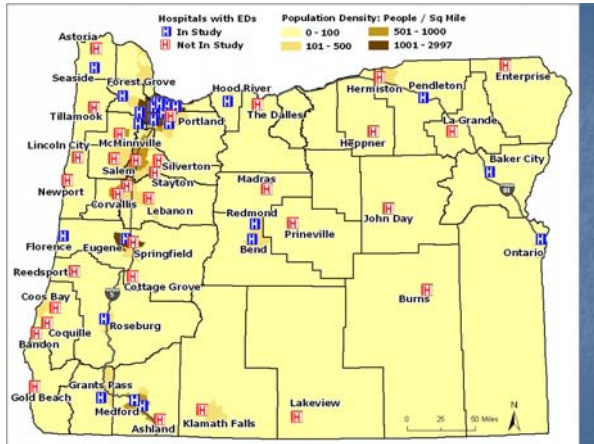 Hospitals with EDs
H In Study
H Not In Study
Population Density: People / Sq Mile
0 - 100
101 - 500
501 - 1000
1001 - 2997
Astoria
Seaside
Forest Grove
Hood River
Portland
The Dalles
Hermiston
Pendleton
Enterprise
Tillamook
La Grande
Heppner
McMinnville
Lincoln City
Salem
Silverton
Stayton
Baker City
84
Newport
Corvallis
Lebanon
Madras
Redmond
Prineville
John Day
Bend
Florence
Eugene
Springfield
Ontario
Reedsport
Cottage Grove
Coos Bay
5
Burns
Coquille
Roseburg
Bandon
Grants Pass
Gold Beach
Medford
Ashland
Klamath Falls
Lakeview
0 25 50 Miles
N